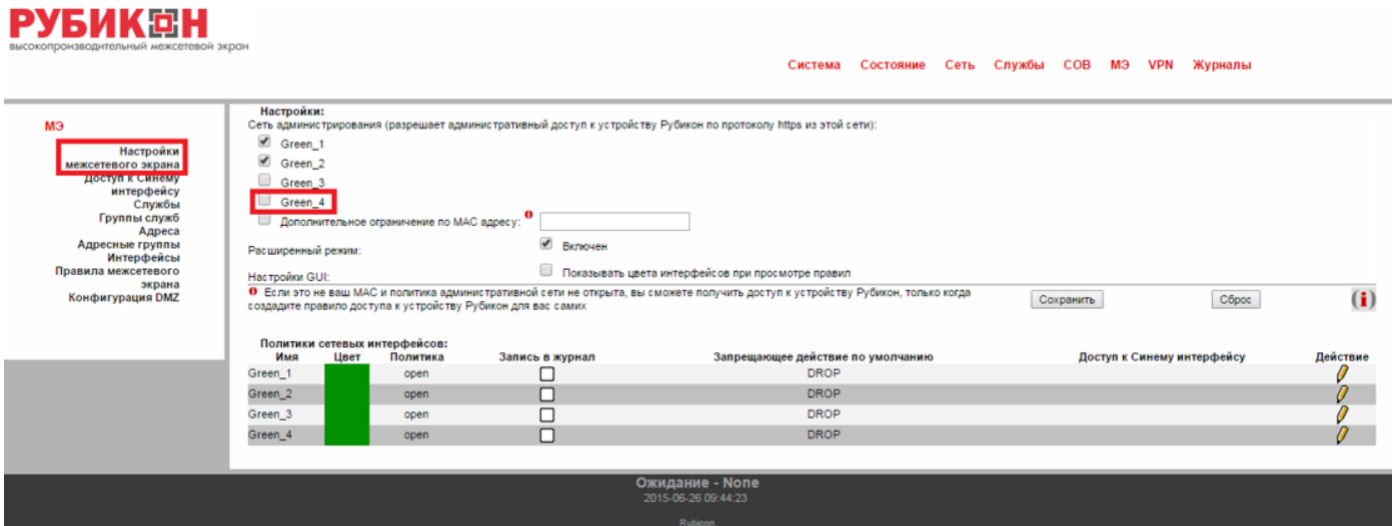 РУБИКОН
высокопроизводительный межсетевой экран
Система Состояние Сеть Службы СОВ МЭ VPN Журналы
МЭ
Настройки
межсетевого экрана
Доступ к Синему
интерфейсу
Службы
Группы служб
Адреса
Адресные группы
Интерфейсы
Правила межсетевого
экрана
Конфигурация DMZ
Настройки:
Сеть администрирования (разрешает административный доступ к устройству Рубикон по протоколу https из этой сети):
Green_1
Green_2
Green_3
Green_4
Дополнительное ограничение по MAC адресу:
Расширенный режим: Включен
Настройки GUI: Показывать цвета интерфейсов при просмотре правил
Если это не ваш MAC и политика административной сети не открыта, вы сможете получить доступ к устройству Рубикон, только когда
создадите правило доступа к устройству Рубикон для вас самих
Сохранить Сброс (i)
Политики сетевых интерфейсов:
Имя Цвет Политика Запись в журнал Запрещающее действие по умолчанию Доступ к Синему интерфейсу Действие
Green_1 open DROP
Green_2 open DROP
Green_3 open DROP
Green_4 open DROP
Ожидание - None
2015-06-26 09:44:23
Rubicon